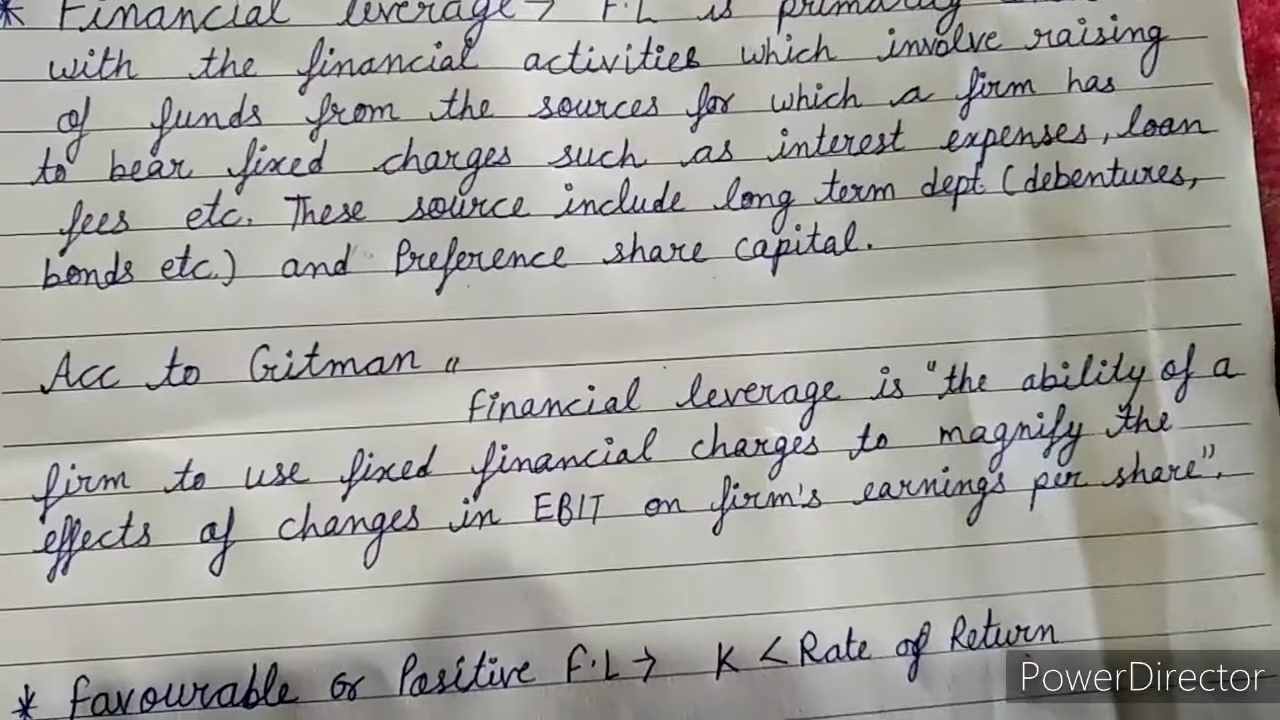 * Financial leverage → F.L is primarily
with the financial activities which involve raising
of funds from the sources for which a firm has
to bear fixed charges such as interest expenses, loan
fees etc. These source include long term dept (debentures,
bonds etc.) and Preference share capital.
Acc to Gitman "
Financial leverage is "the ability of a
firm to use fixed financial charges to magnify the
effects of changes in EBIT on firm's earnings per share".
* Favourable or Positive F.L → K < Rate of Return
PowerDirector